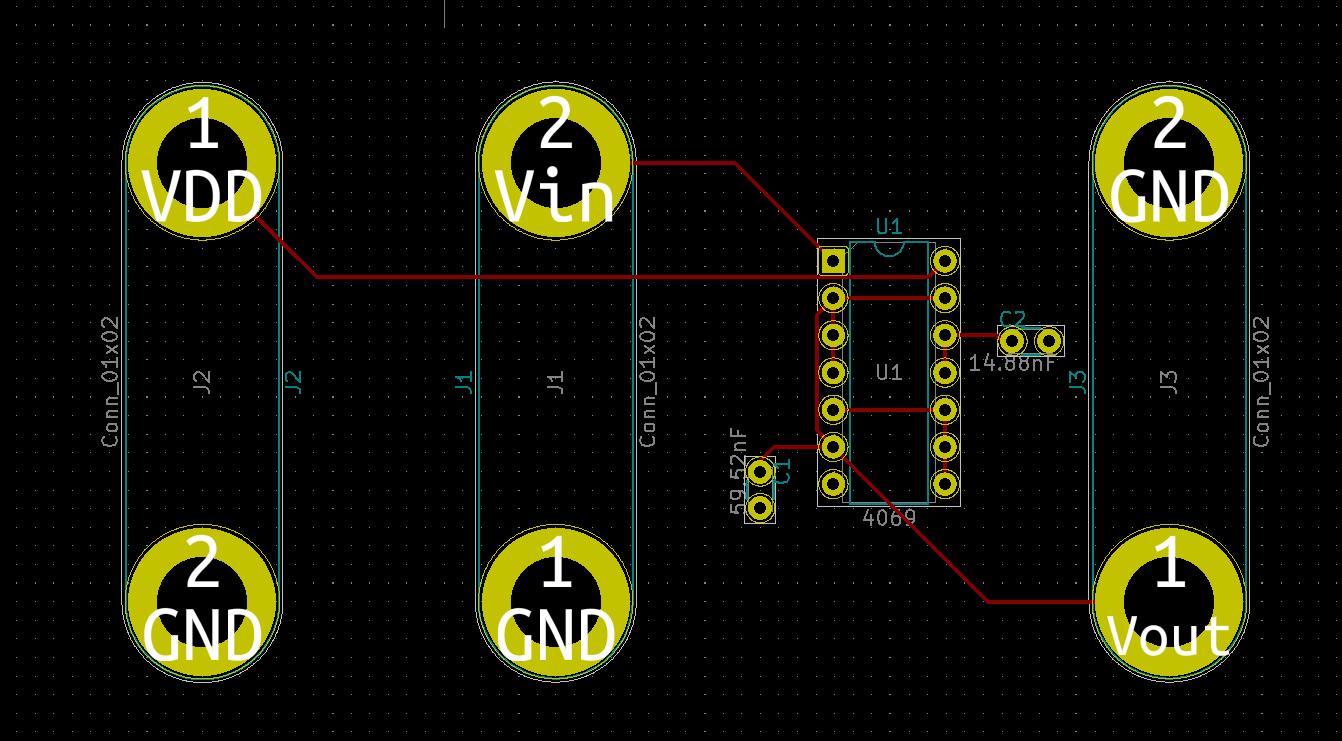 1
VDD
2
Vin
2
GND
U1
Conn_01x02
J2
J2
J1
J1
Conn_01x02
U1
C2
14.88nF
J3
J3
Conn_01x02
59.52nF
C1
4069
2
GND
1
GND
1
Vout